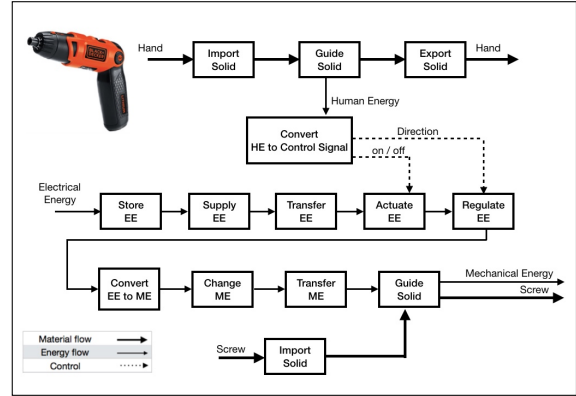 Hand
Import
Solid
Guide
Solid
Export
Solid
Hand
Human Energy
Convert
HE to Control Signal
Direction
on / off
Electrical
Energy
Store
EE
Supply
EE
Transfer
EE
Actuate
EE
Regulate
EE
Convert
EE to ME
Change
ME
Transfer
ME
Guide
Solid
Mechanical Energy
Screw
Material flow
Energy flow
Control
Screw
Import
Solid